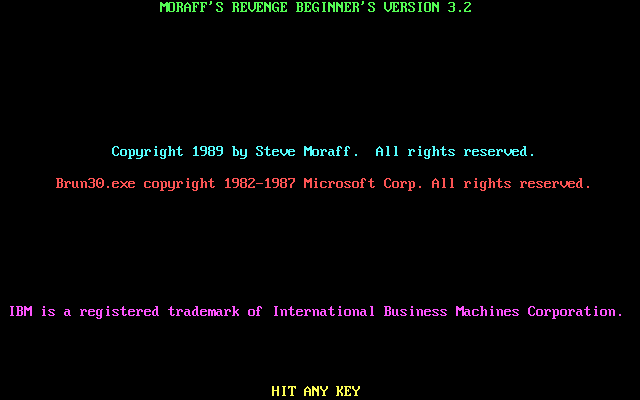 MORAFF'S REVENGE BEGINNER'S VERSION 3.2
Copyright 1989 by Steve Moraff.  All rights reserved.
Brun30.exe copyright 1982-1987 Microsoft Corp. All rights reserved.
IBM is a registered trademark of International Business Machines Corporation.
HIT ANY KEY